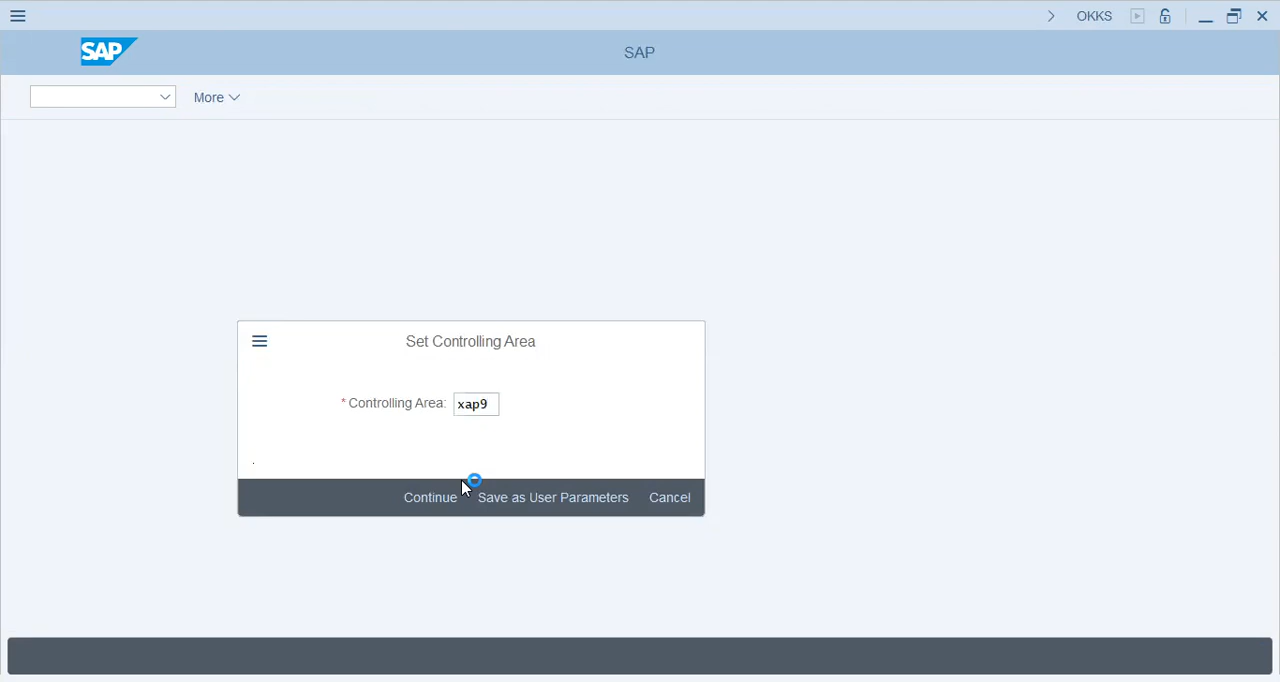 OKKS
SAP
SAP
More
Set Controlling Area
* Controlling Area: xap9
.
Continue Save as User Parameters Cancel